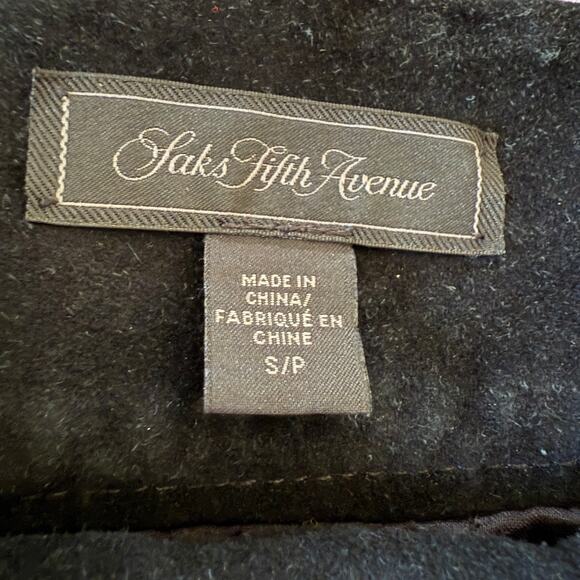 Saks Fifth Avenue
MADE IN
CHINA/
FABRIQUÉ EN
CHINE
S/P